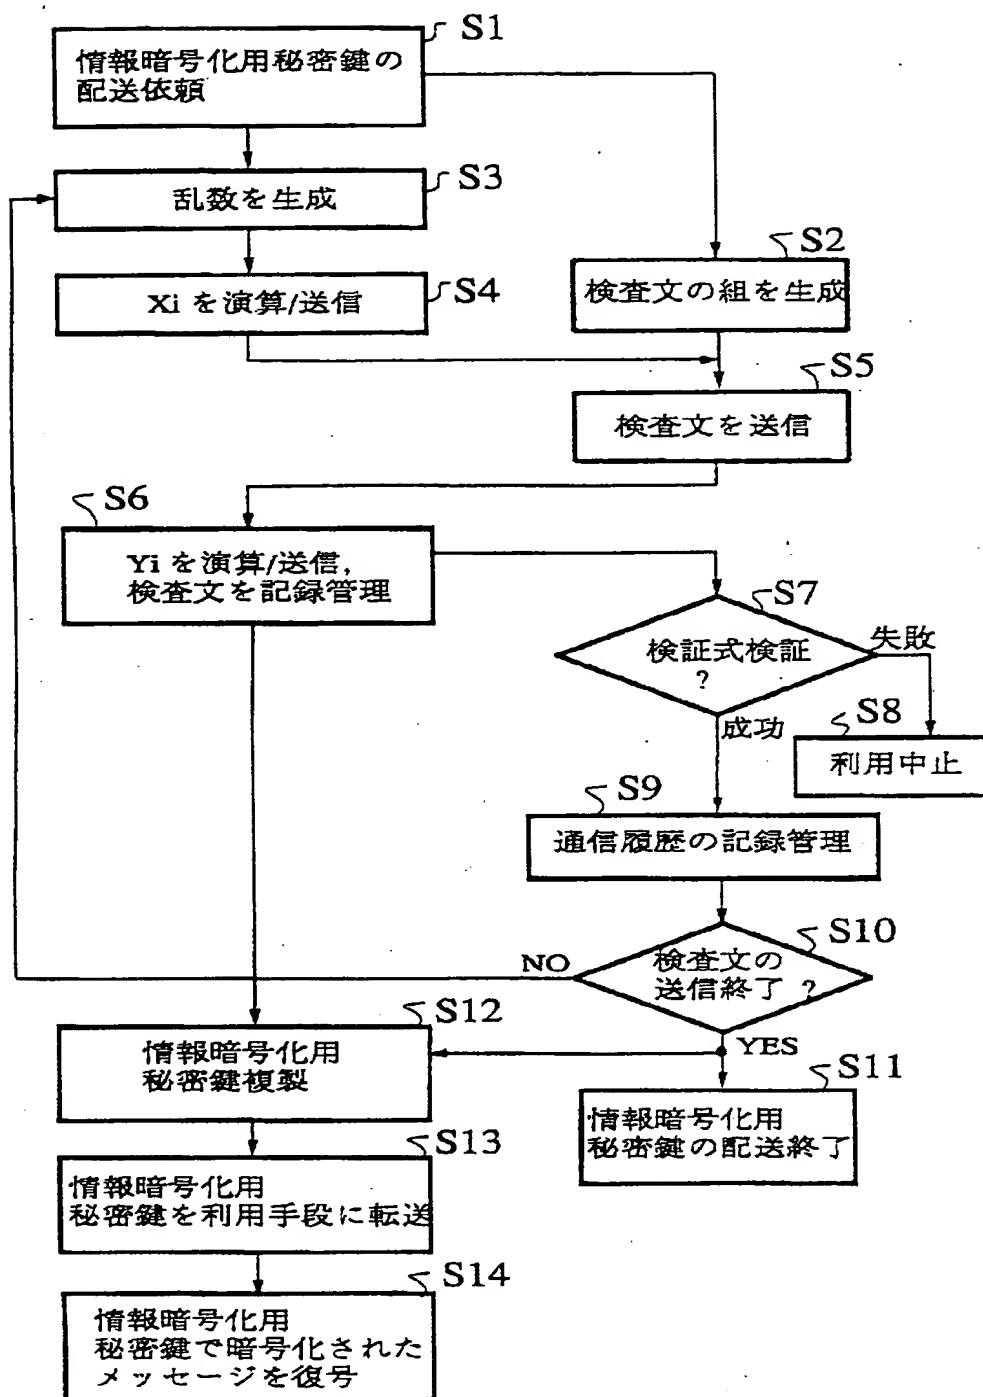 S1
情報暗号化用秘密鍵の
配送依頼
S3
乱数を生成
S2
検査文の組を生成
S4
Xi を演算/送信
S5
検査文を送信
S6
Yi を演算/送信,
検査文を記録管理
S7
検証式検証
?
失敗
成功
S8
利用中止
S9
通信履歴の記録管理
S10
検査文の
送信終了 ?
NO
YES
S12
情報暗号化用
秘密鍵複製
S11
情報暗号化用
秘密鍵の配送終了
S13
情報暗号化用
秘密鍵を利用手段に転送
S14
情報暗号化用
秘密鍵で暗号化された
メッセージを復号